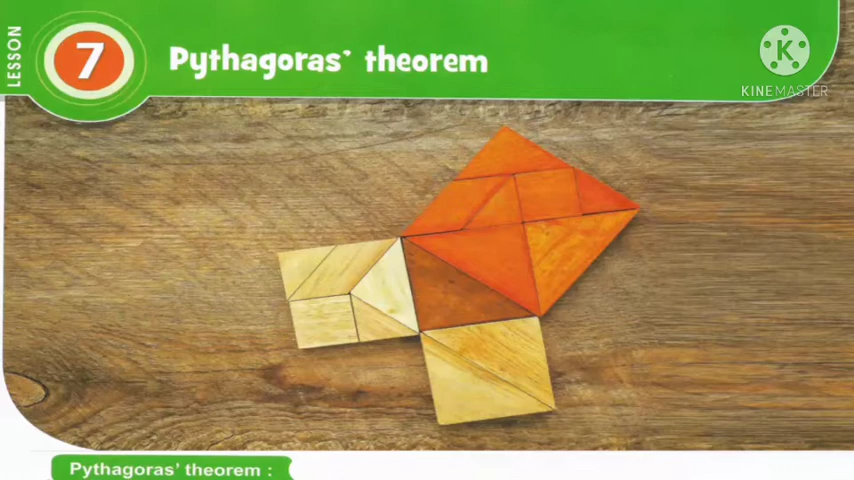 LESSON
7
Pythagoras' theorem
K
KINEMASTER
Pythagoras' theorem :